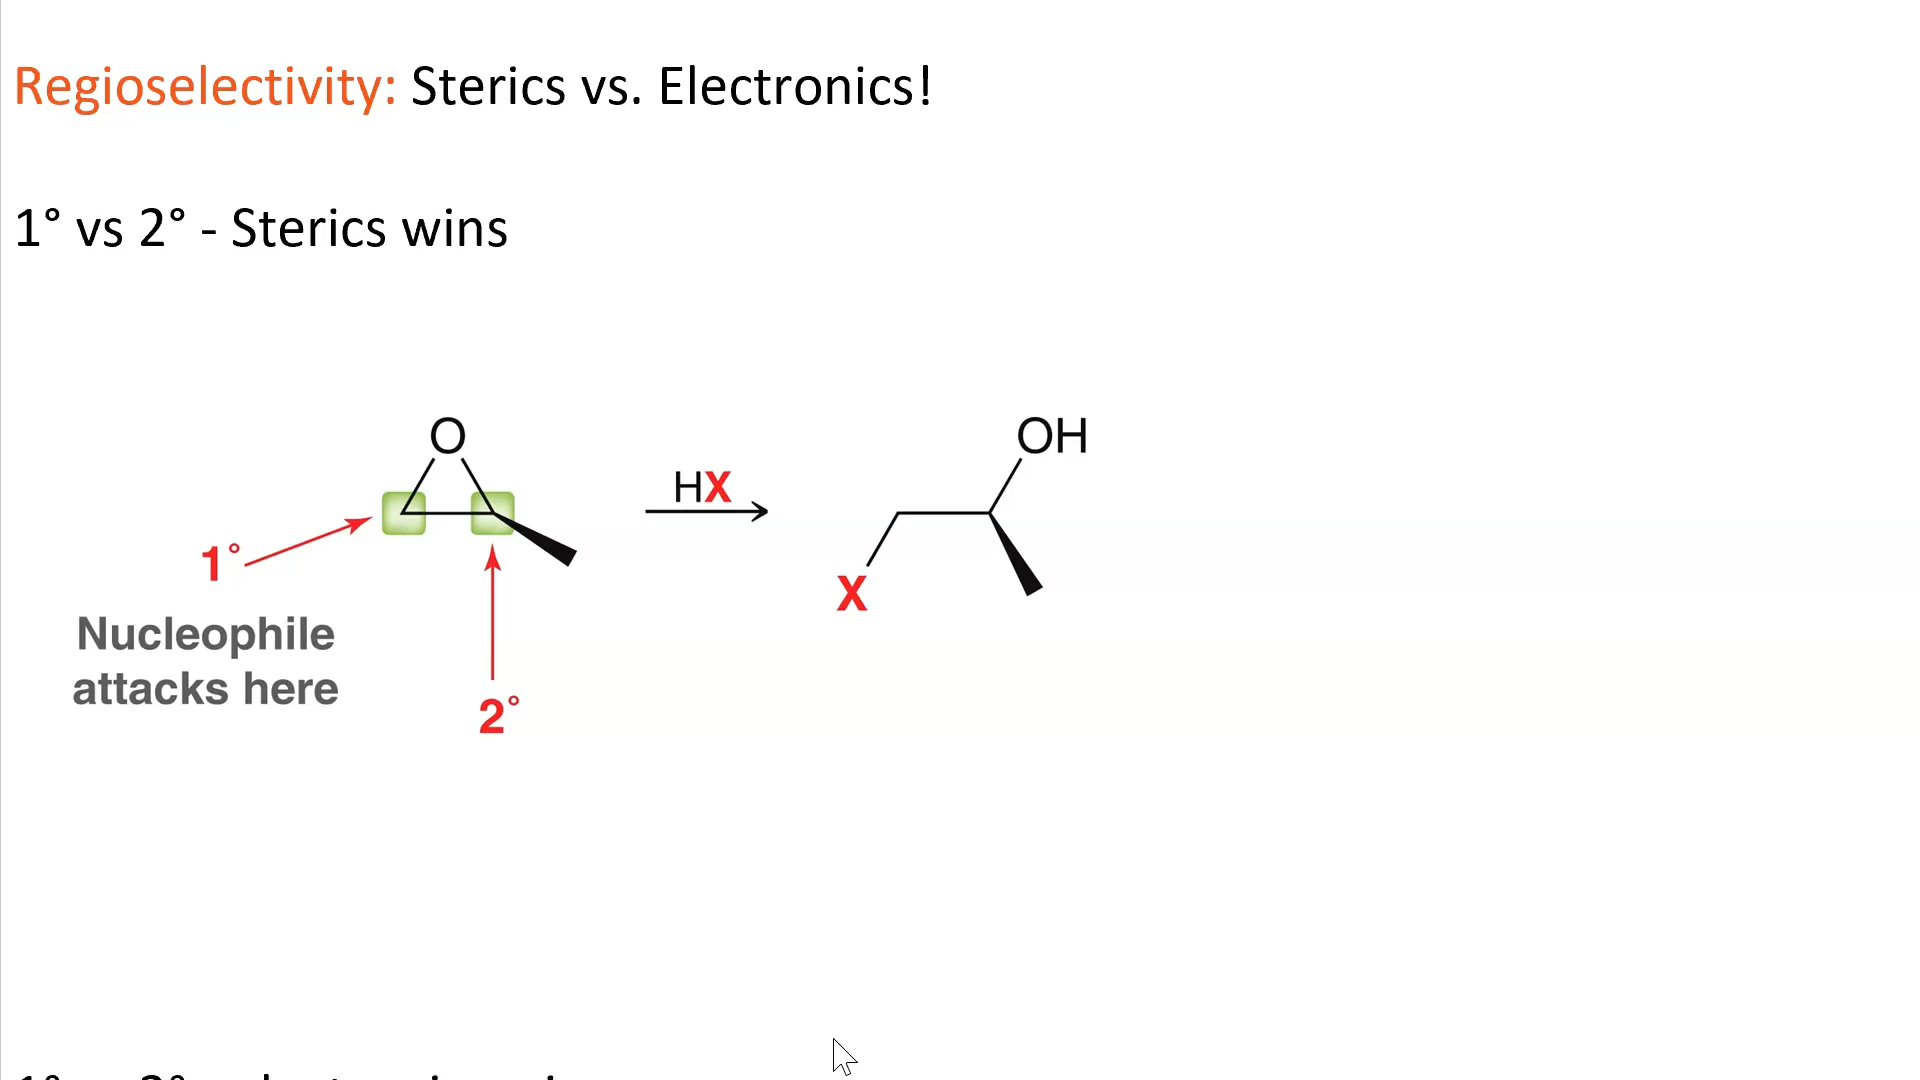 Regioselectivity: Sterics vs. Electronics!
1° vs 2° - Sterics wins
O
OH
HX
1°
X
Nucleophile
attacks here
2°